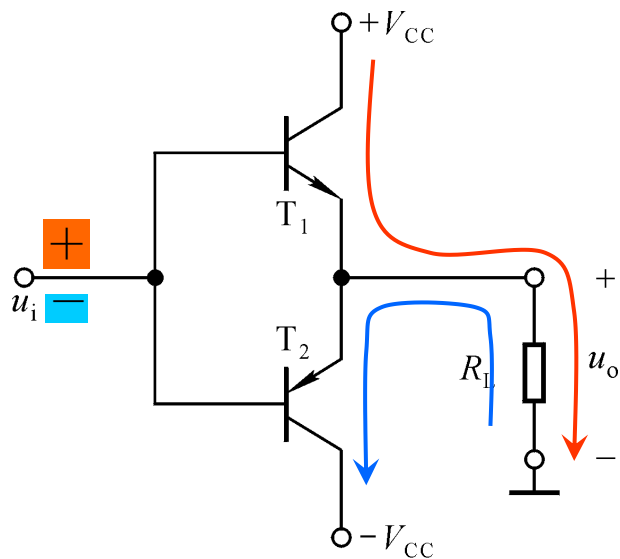 +V_CC
T_1
+
u_i
−
+
T_2
R_L
u_o
−
−V_CC